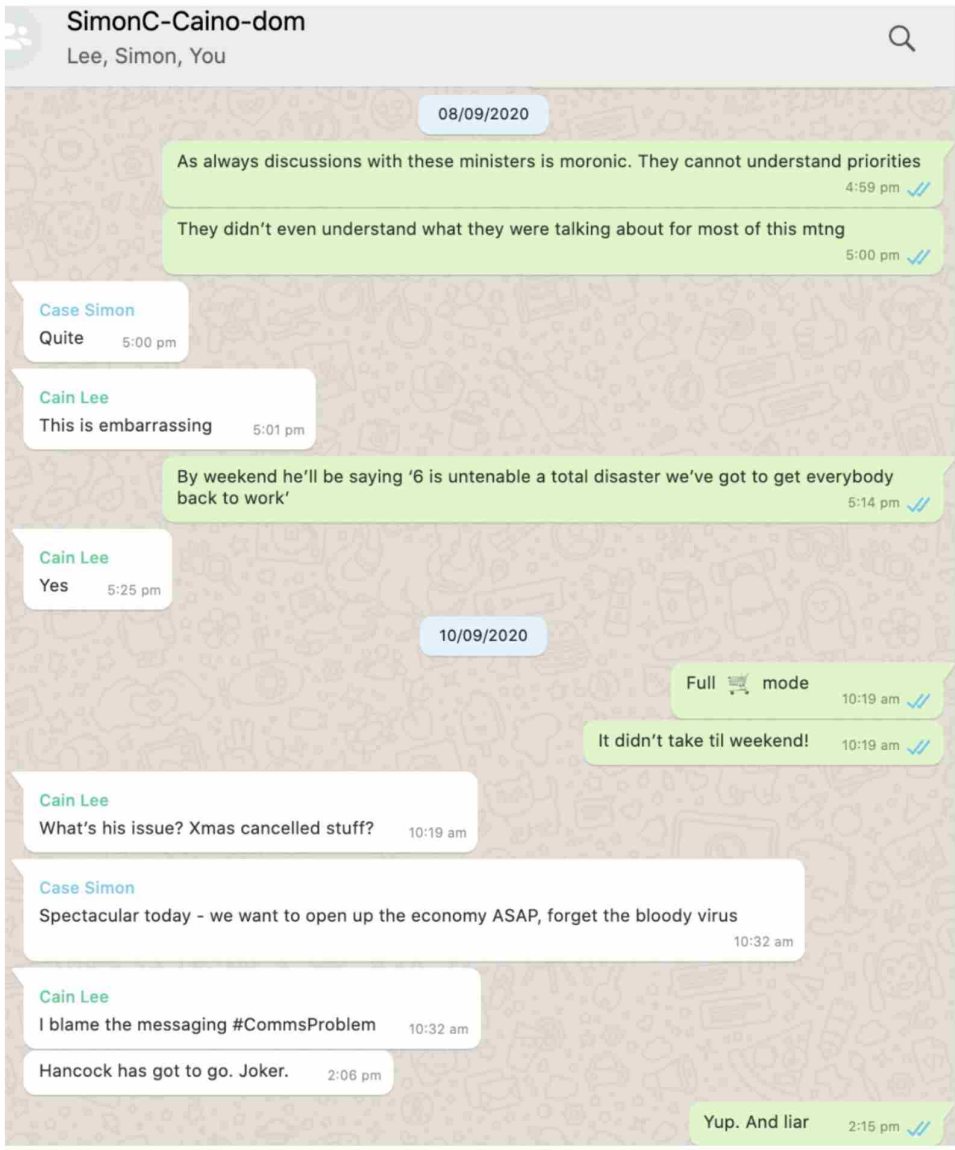 SimonC-Caino-dom
Lee, Simon, You
08/09/2020
As always discussions with these ministers is moronic. They cannot understand priorities
4:59 pm
They didn’t even understand what they were talking about for most of this mtng
5:00 pm
Case Simon
Quite 5:00 pm
Cain Lee
This is embarrassing 5:01 pm
By weekend he’ll be saying ‘6 is untenable a total disaster we’ve got to get everybody
back to work’ 5:14 pm
Cain Lee
Yes 5:25 pm
10/09/2020
Full 🛒 mode 10:19 am
It didn’t take til weekend! 10:19 am
Cain Lee
What’s his issue? Xmas cancelled stuff? 10:19 am
Case Simon
Spectacular today - we want to open up the economy ASAP, forget the bloody virus
10:32 am
Cain Lee
I blame the messaging #CommsProblem 10:32 am
Hancock has got to go. Joker. 2:06 pm
Yup. And liar 2:15 pm